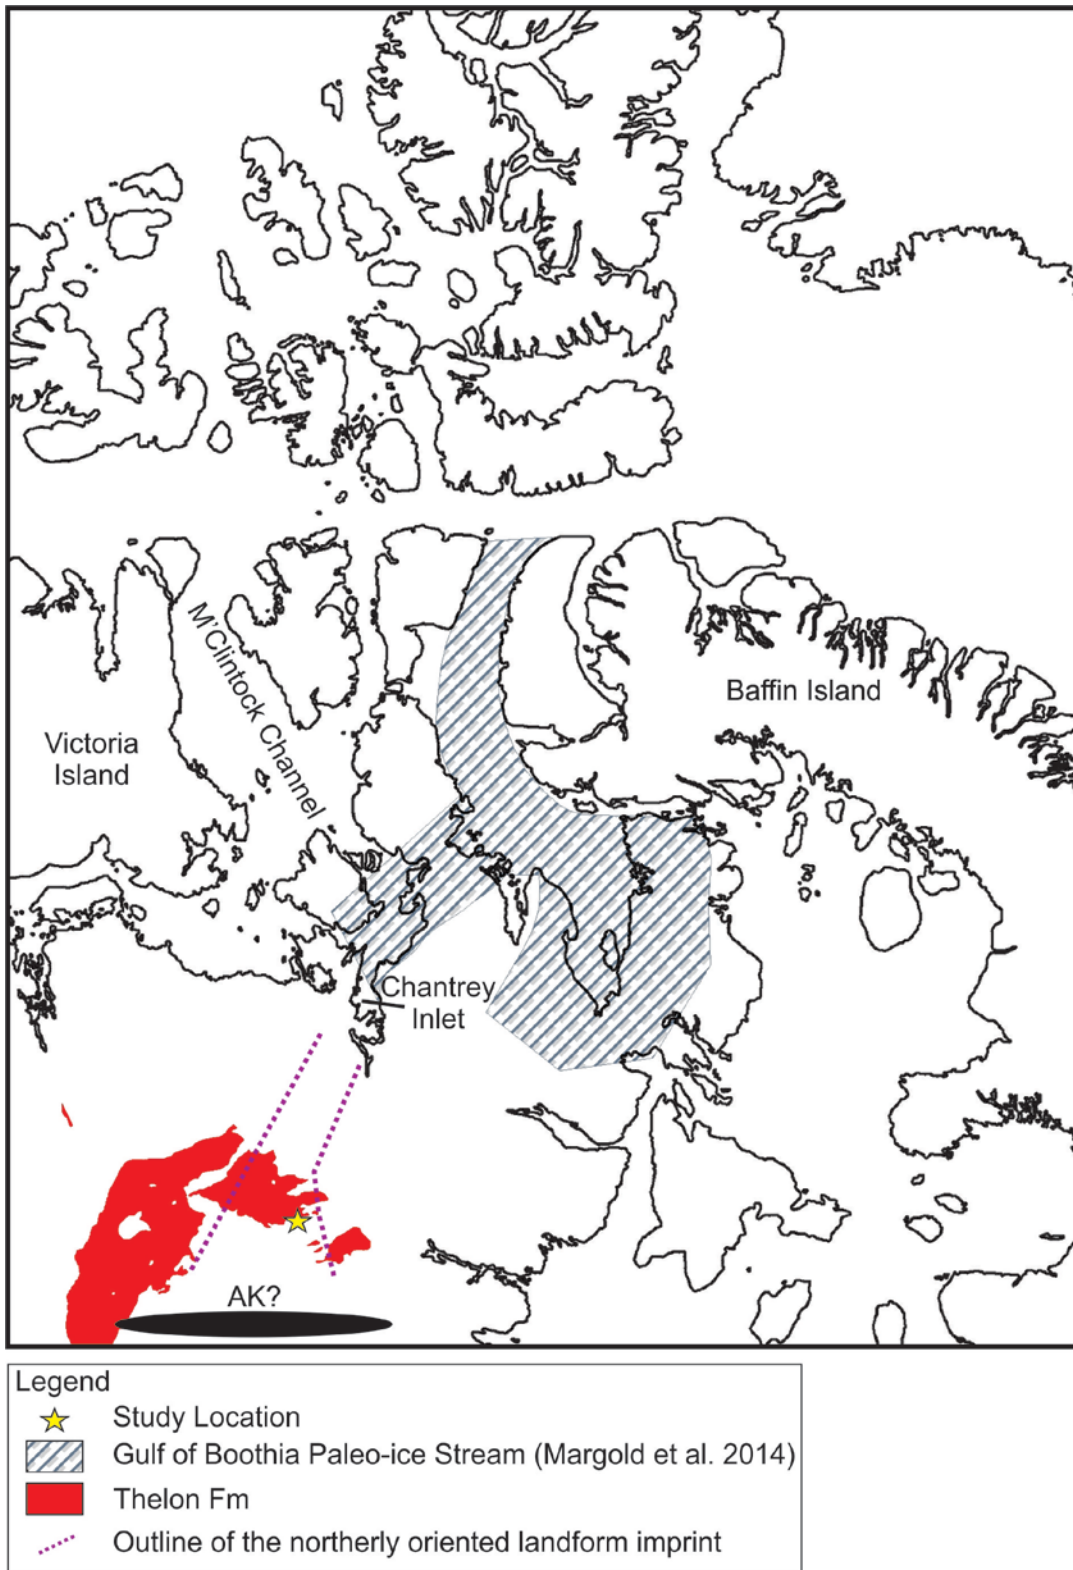 M'Clintock Channel
Baffin Island
Victoria
Island
Chantrey
Inlet
AK?
Legend
Study Location
Gulf of Boothia Paleo-ice Stream (Margold et al. 2014)
Thelon Fm
Outline of the northerly oriented landform imprint